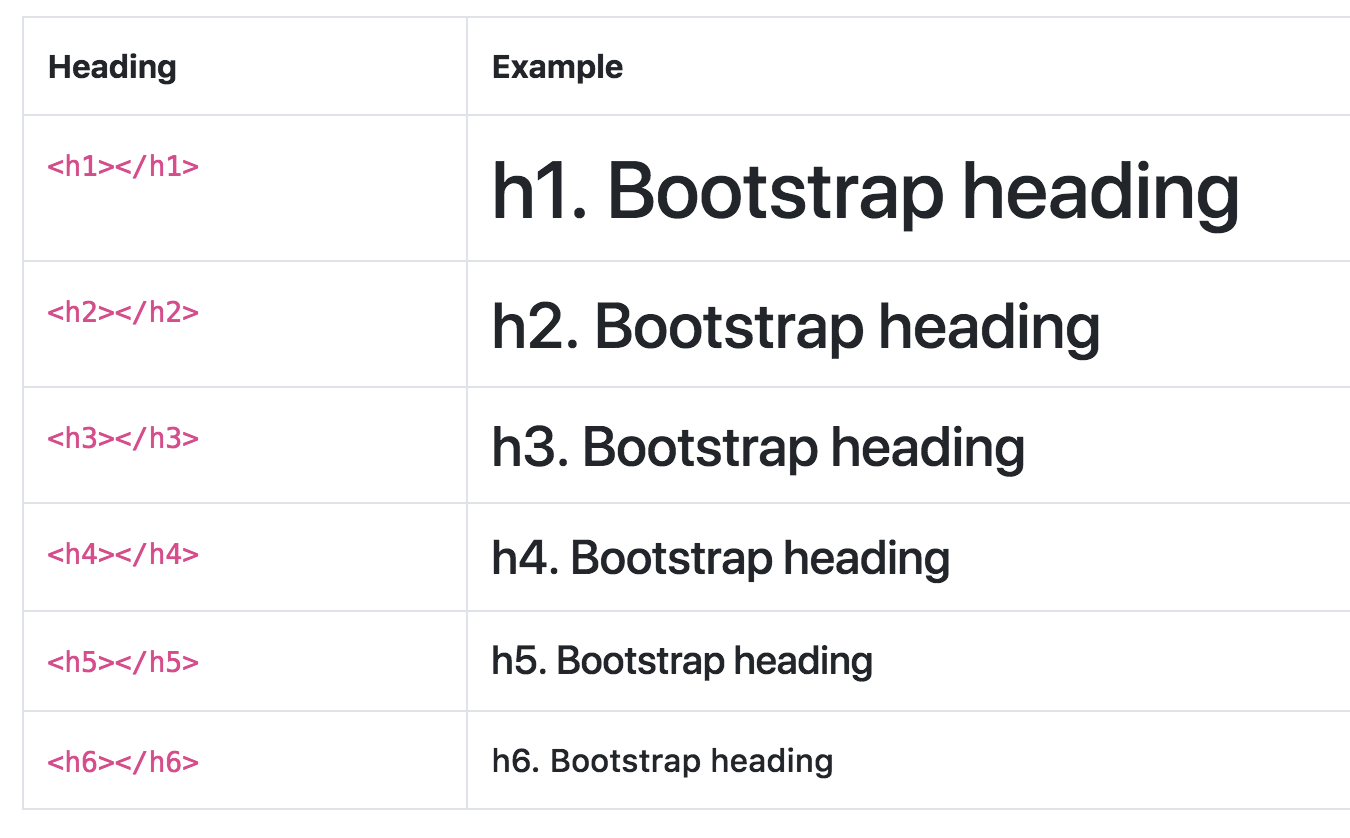 Heading Example
<h1></h1> h1. Bootstrap heading
<h2></h2> h2. Bootstrap heading
<h3></h3> h3. Bootstrap heading
<h4></h4> h4. Bootstrap heading
<h5></h5> h5. Bootstrap heading
<h6></h6> h6. Bootstrap heading